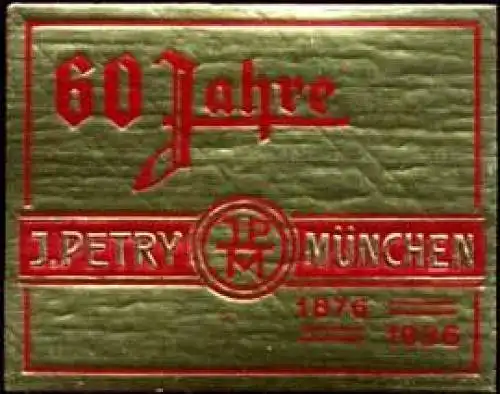 60 Jahre
J. PETRY JPM MÜNCHEN
1876
1936